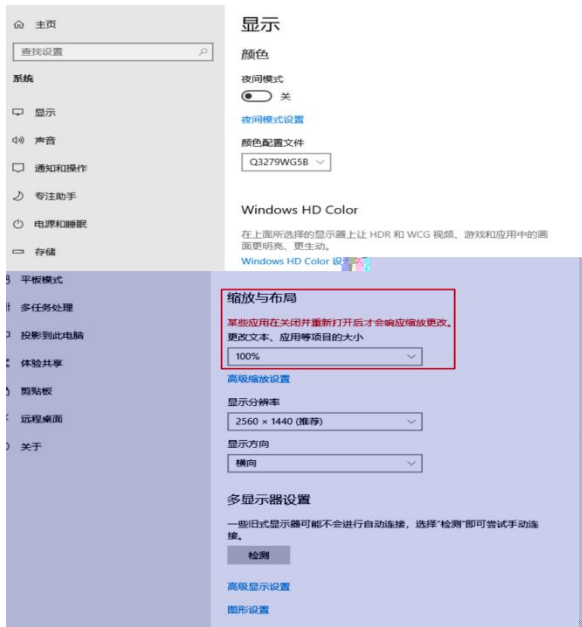 主页
查找设置
系统
显示
声音
通知和操作
专注助手
电源和睡眠
存储
平板模式
多任务处理
投影到此电脑
体验共享
剪贴板
远程桌面
关于
显示
颜色
夜间模式
关
夜间模式设置
颜色配置文件
Q3279WG5B
Windows HD Color
在上面所选择的显示器上让 HDR 和 WCG 视频、游戏和应用中的画
面更明亮、更生动。
Windows HD Color 设
缩放与布局
某些应用在关闭并重新打开后才会响应缩放更改。
更改文本、应用等项目的大小
100%
高级缩放设置
显示分辨率
2560 × 1440 (推荐)
显示方向
横向
多显示器设置
一些旧式显示器可能不会进行自动连接，选择"检测"即可尝试手动连
接。
检测
高级显示设置
图形设置